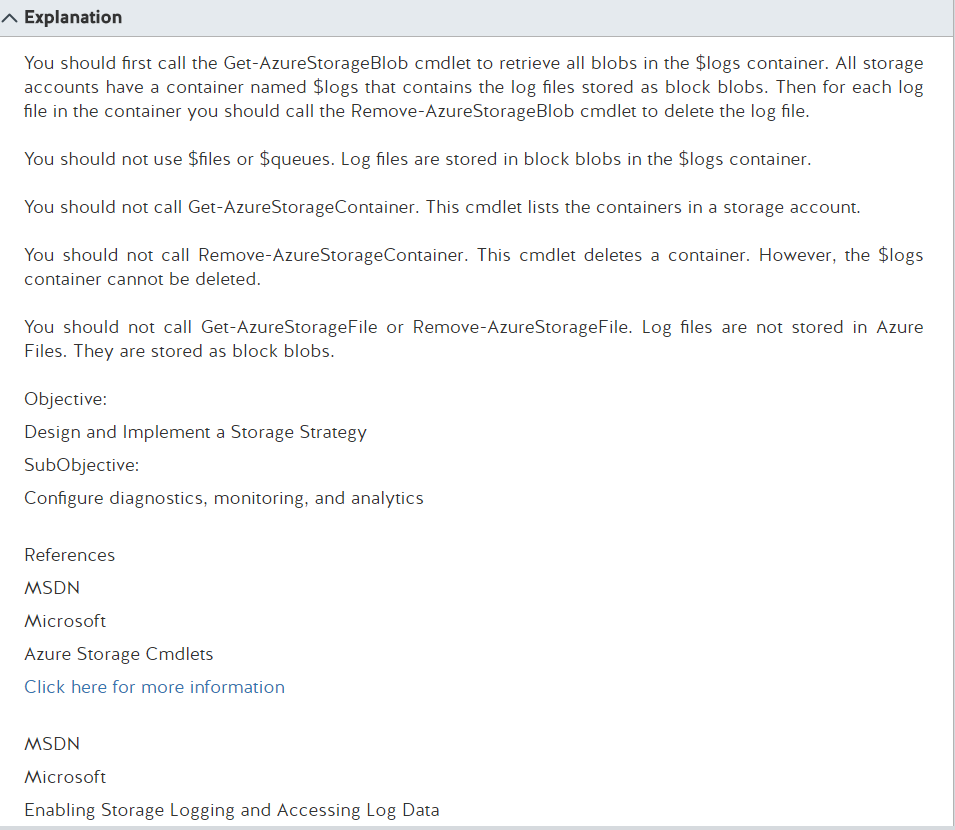 Explanation
You should first call the Get-AzureStorageBlob cmdlet to retrieve all blobs in the $logs container. All storage
accounts have a container named $logs that contains the log files stored as block blobs. Then for each log
file in the container you should call the Remove-AzureStorageBlob cmdlet to delete the log file.
You should not use $files or $queues. Log files are stored in block blobs in the $logs container.
You should not call Get-AzureStorageContainer. This cmdlet lists the containers in a storage account.
You should not call Remove-AzureStorageContainer. This cmdlet deletes a container. However, the $logs
container cannot be deleted.
You should not call Get-AzureStorageFile or Remove-AzureStorageFile. Log files are not stored in Azure
Files. They are stored as block blobs.
Objective:
Design and Implement a Storage Strategy
SubObjective:
Configure diagnostics, monitoring, and analytics
References
MSDN
Microsoft
Azure Storage Cmdlets
Click here for more information
MSDN
Microsoft
Enabling Storage Logging and Accessing Log Data